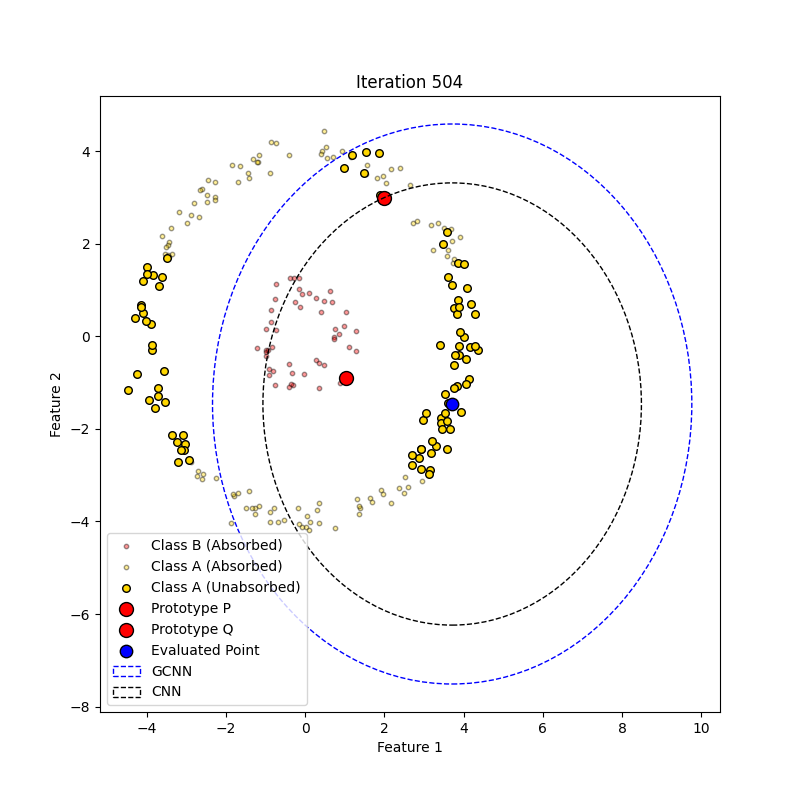 Iteration 504
4
2
0
−2
−4
−6
−8
Feature 2
Class B (Absorbed)
Class A (Absorbed)
Class A (Unabsorbed)
Prototype P
Prototype Q
Evaluated Point
GCNN
CNN
−4 −2 0 2 4 6 8 10
Feature 1